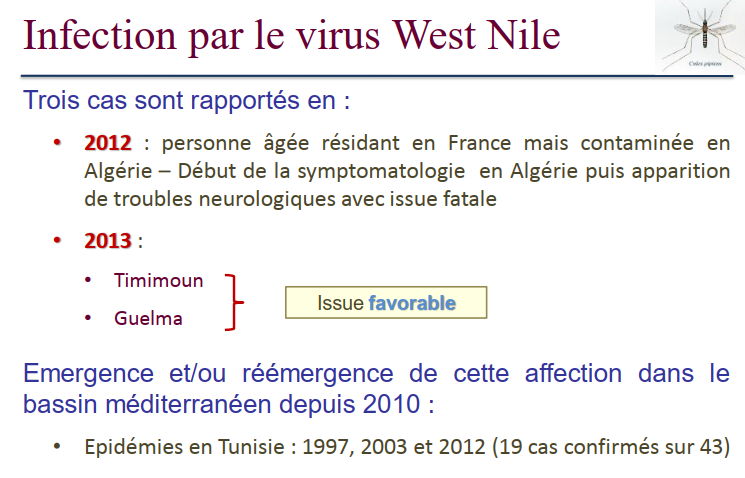 Infection par le virus West Nile
Culex pipiens
Trois cas sont rapportés en :
• 2012 : personne âgée résidant en France mais contaminée en
Algérie – Début de la symptomatologie en Algérie puis apparition
de troubles neurologiques avec issue fatale
• 2013 :
• Timimoun
• Guelma
Issue favorable
Emergence et/ou réémergence de cette affection dans le
bassin méditerranéen depuis 2010 :
• Epidémies en Tunisie : 1997, 2003 et 2012 (19 cas confirmés sur 43)